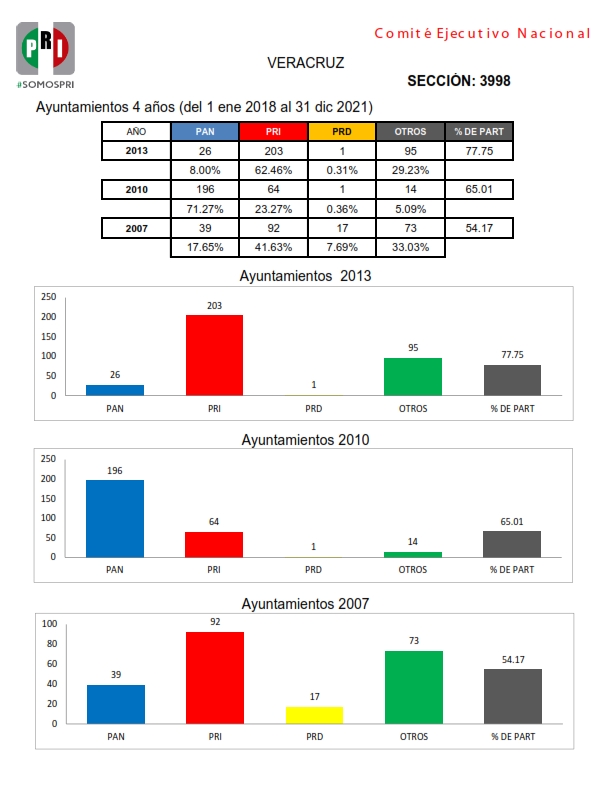 Comité Ejecutivo Nacional
PRI
#SOMOSPRI
VERACRUZ
SECCIÓN: 3998
Ayuntamientos 4 años (del 1 ene 2018 al 31 dic 2021)
AÑO PAN PRI PRD OTROS % DE PART
2013 26 203 1 95 77.75
8.00% 62.46% 0.31% 29.23%
2010 196 64 1 14 65.01
71.27% 23.27% 0.36% 5.09%
2007 39 92 17 73 54.17
17.65% 41.63% 7.69% 33.03%
Ayuntamientos 2013
250
200
150
100
50
0
26 203 1 95 77.75
PAN PRI PRD OTROS % DE PART
Ayuntamientos 2010
250
200
150
100
50
0
196 64 1 14 65.01
PAN PRI PRD OTROS % DE PART
Ayuntamientos 2007
100
80
60
40
20
0
39 92 17 73 54.17
PAN PRI PRD OTROS % DE PART